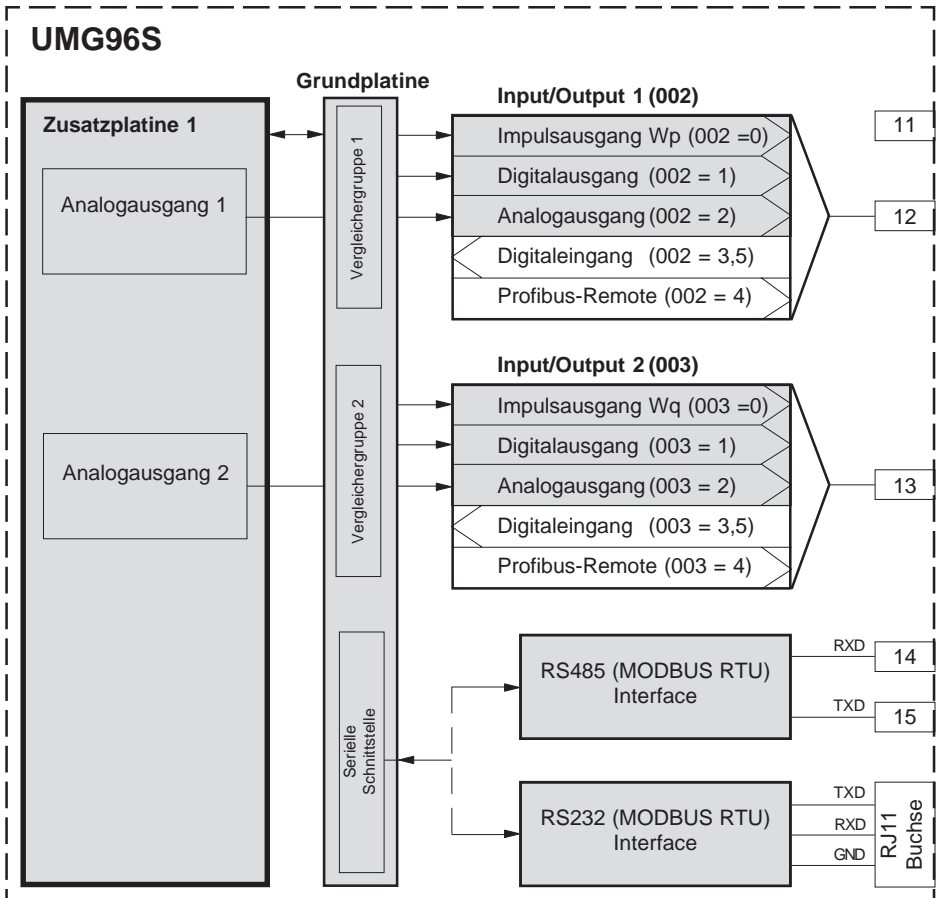 UMG96S
Grundplatine
Zusatzplatine 1
Analogausgang 1
Analogausgang 2
Vergleichergruppe 1
Vergleichergruppe 2
Serielle
Schnittstelle
Input/Output 1 (002)
Impulsausgang Wp (002 =0)
Digitalausgang (002 = 1)
Analogausgang (002 = 2)
Digitaleingang (002 = 3,5)
Profibus-Remote (002 = 4)
11
12
Input/Output 2 (003)
Impulsausgang Wq (003 =0)
Digitalausgang (003 = 1)
Analogausgang (003 = 2)
Digitaleingang (003 = 3,5)
Profibus-Remote (003 = 4)
13
RS485 (MODBUS RTU)
Interface
RXD
14
TXD
15
RS232 (MODBUS RTU)
Interface
TXD
RXD
GND
RJ11
Buchse